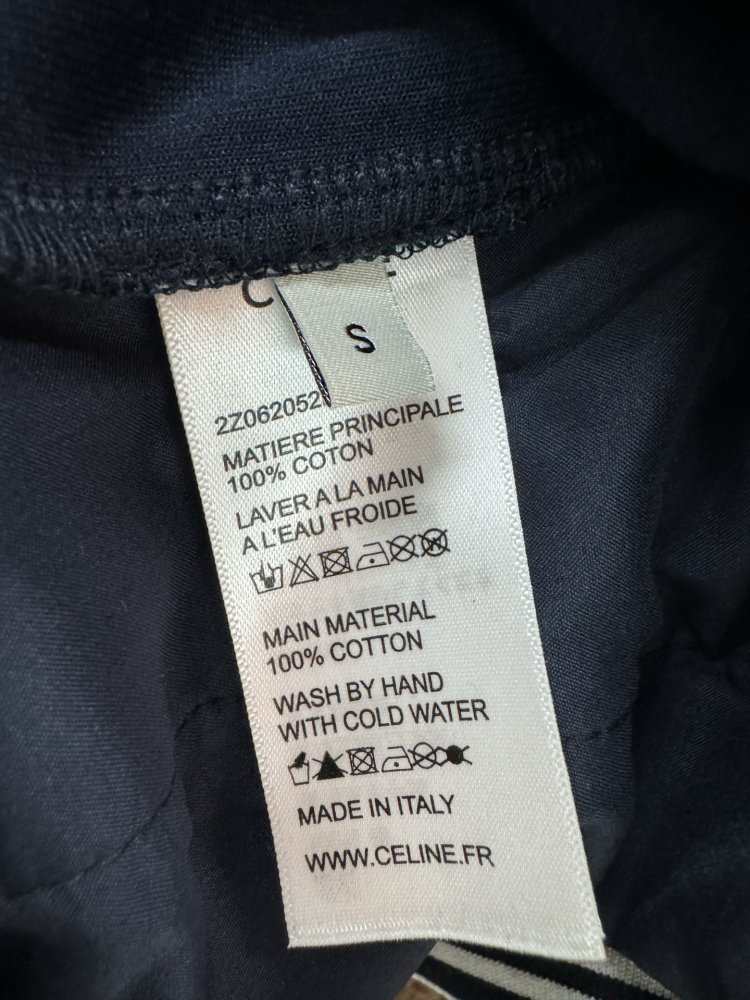 S
2Z062052
MATIERE PRINCIPALE
100% COTON
LAVER A LA MAIN
A L'EAU FROIDE
MAIN MATERIAL
100% COTTON
WASH BY HAND
WITH COLD WATER
MADE IN ITALY
WWW.CELINE.FR